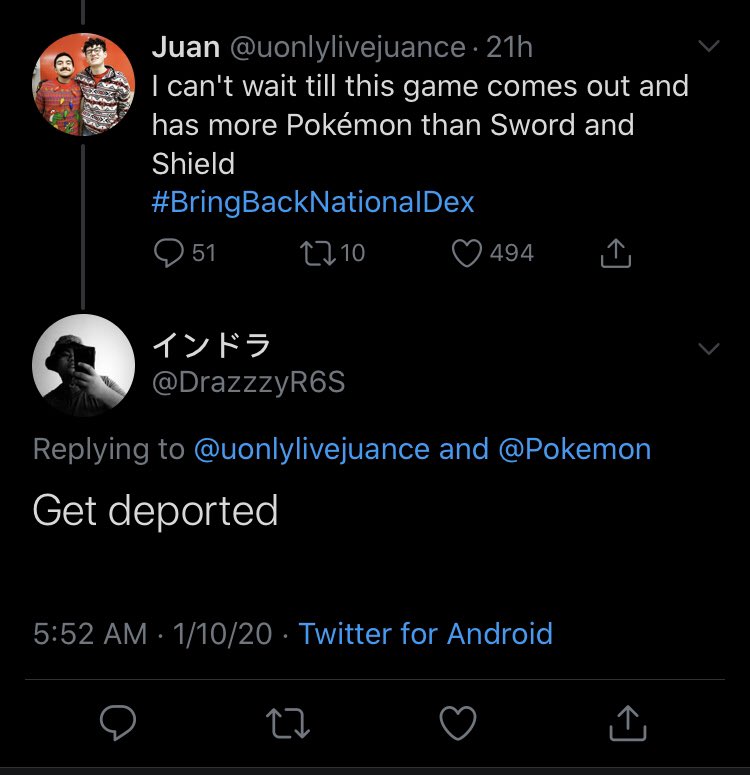 Juan @uonlylivejuance · 21h
I can't wait till this game comes out and
has more Pokémon than Sword and
Shield
#BringBackNationalDex
51 10 494
インドラ
@DrazzzyR6S
Replying to @uonlylivejuance and @Pokemon
Get deported
5:52 AM · 1/10/20 · Twitter for Android